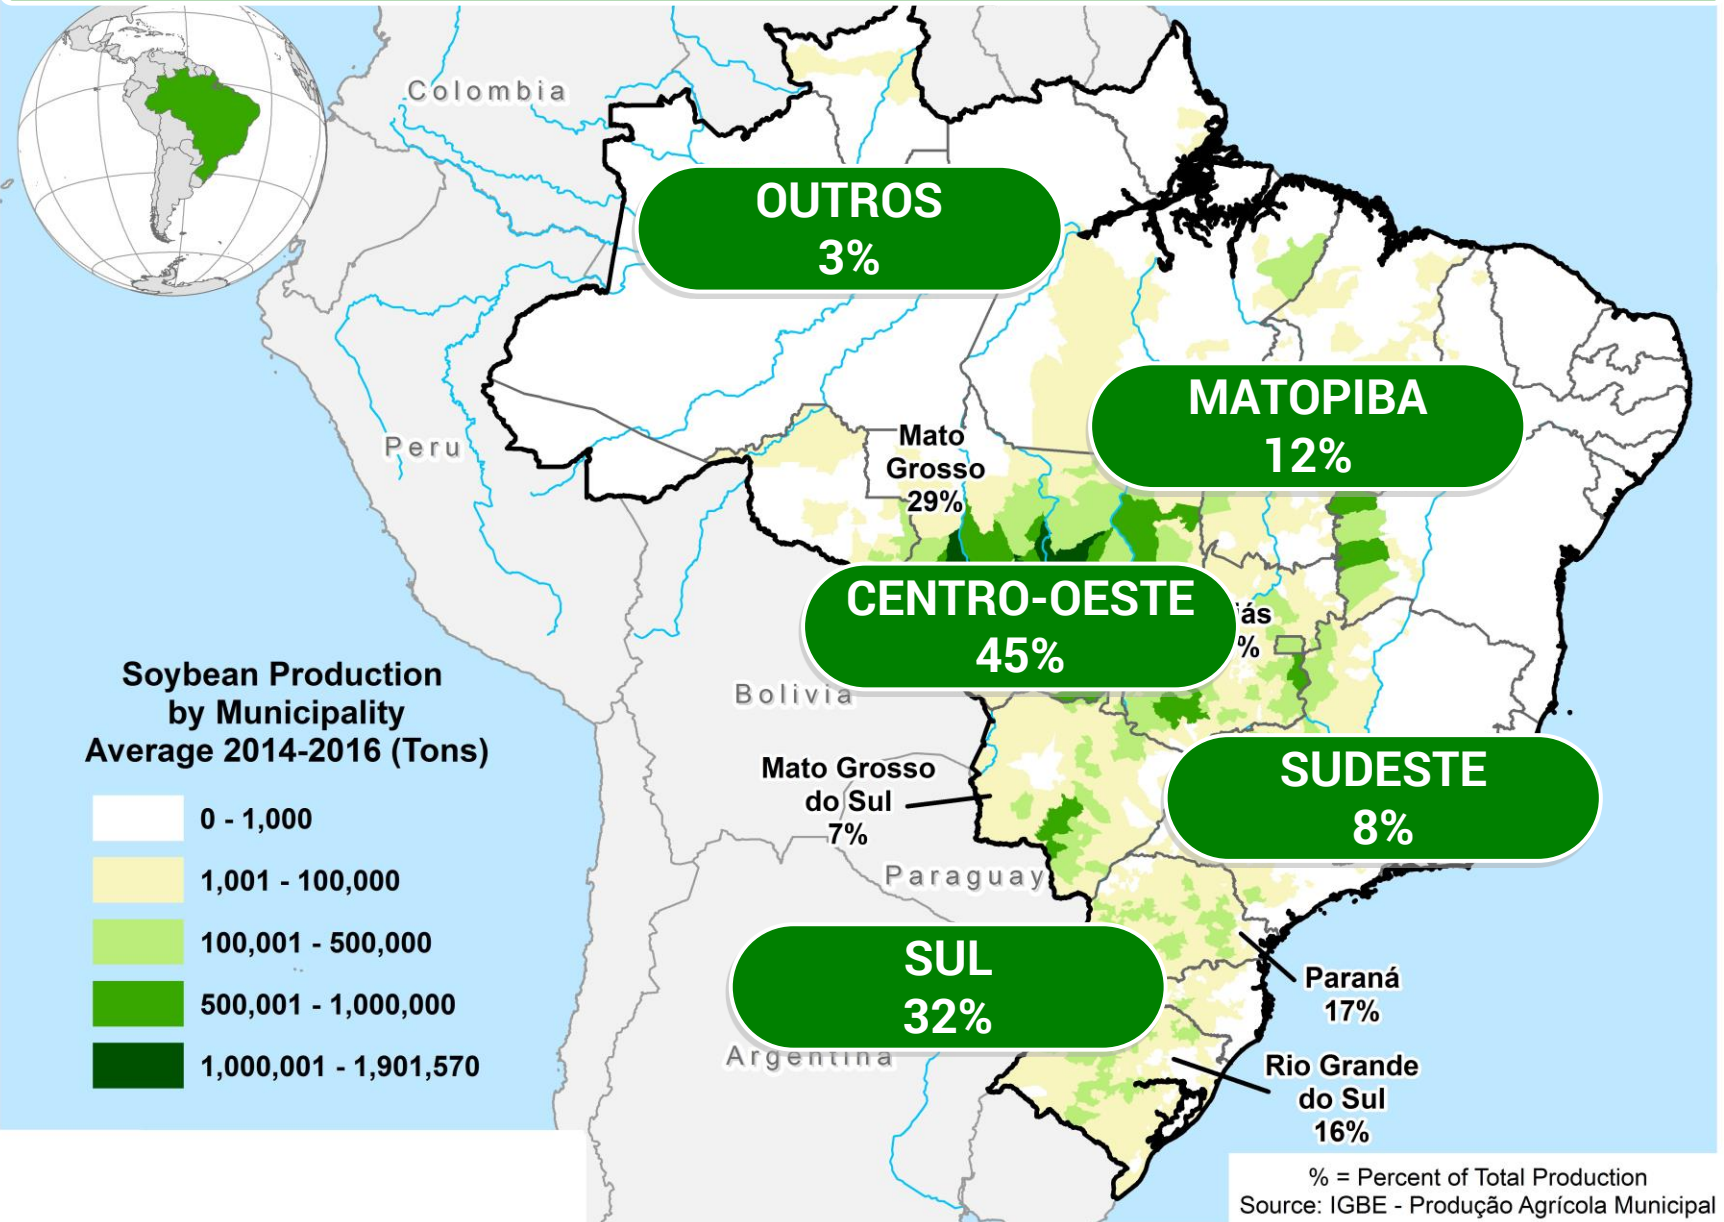 Colombia
OUTROS
3%
MATOPIBA
12%
Mato
Grosso
29%
Peru
CENTRO-OESTE
45%
ás
%
Bolivia
Soybean Production
by Municipality
Average 2014-2016 (Tons)
0 - 1,000
1,001 - 100,000
100,001 - 500,000
500,001 - 1,000,000
1,000,001 - 1,901,570
Mato Grosso
do Sul
7%
SUDESTE
8%
Paraguay
SUL
32%
Argentina
Paraná
17%
Rio Grande
do Sul
16%
% = Percent of Total Production
Source: IGBE - Produção Agrícola Municipal